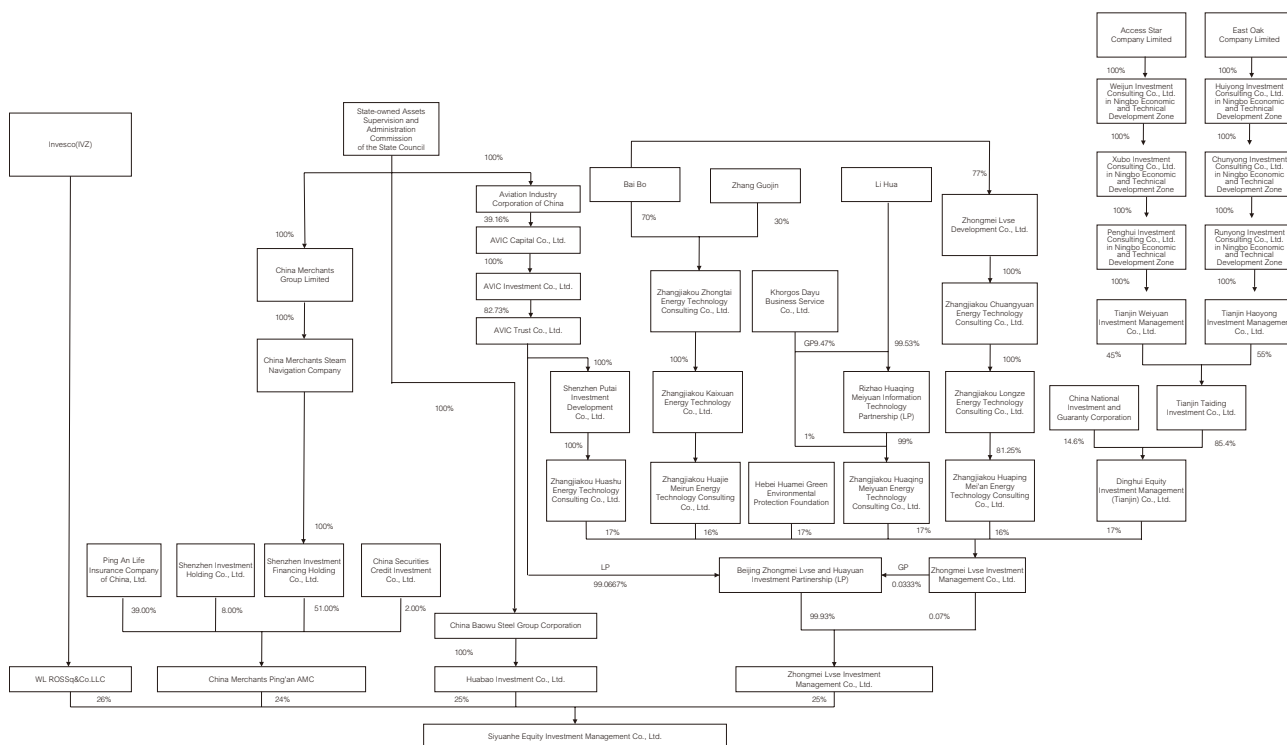 Access Star
Company Limited
East Oak
Company Limited
100%
100%
Weijun Investment
Consulting Co., Ltd.
in Ningbo Economic
and Technical
Development Zone
Huiyong Investment
Consulting Co., Ltd.
in Ningbo Economic
and Technical
Development Zone
State-owned Assets
Supervision and
Administration
Commission
of the State Council
Invesco(IVZ)
100%
100%
100%
Xubo Investment
Consulting Co., Ltd.
in Ningbo Economic
and Technical
Development Zone
Chunyong Investment
Consulting Co., Ltd.
in Ningbo Economic
and Technical
Development Zone
Bai Bo
Zhang Guojin
Li Hua
77%
Aviation Industry
Corporation of China
39.16%
70%
30%
100%
100%
Zhongmei Lvse
Development Co., Ltd.
100%
AVIC Capital Co., Ltd.
Penghui Investment
Consulting Co., Ltd.
in Ningbo Economic
and Technical
Development Zone
Runyong Investment
Consulting Co., Ltd.
in Ningbo Economic
and Technical
Development Zone
100%
100%
China Merchants
Group Limited
AVIC Investment Co., Ltd.
100%
100%
Zhangjiakou Zhongtai
Energy Technology
Consulting Co., Ltd.
Khorgos Dayu
Business Service
Co., Ltd.
Zhangjiakou Chuangyuan
Energy Technology
Consulting Co., Ltd.
82.73%
100%
AVIC Trust Co., Ltd.
Tianjin Weiyuan
Investment Management
Co., Ltd.
Tianjin Haoyong
Investment Management
Co., Ltd.
GP9.47%
99.53%
45%
55%
China Merchants Steam
Navigation Company
100%
100%
100%
Shenzhen Putai
Investment
Development
Co., Ltd.
Zhangjiakou Kaixuan
Energy Technology
Co., Ltd.
Rizhao Huaqing
Meiyuan Information
Technology
Partnership (LP)
Zhangjiakou Longze
Energy Technology
Consulting Co., Ltd.
China National
Investment and
Guaranty Corporation
Tianjin Taiding
Investment Co., Ltd.
100%
100%
1%
99%
81.25%
14.6%
85.4%
Zhangjiakou Huashu
Energy Technology
Consulting Co., Ltd.
Zhangjiakou Huajie
Meirun Energy
Technology Consulting
Co., Ltd.
Hebei Huamei Green
Environmental
Protection Foundation
Zhangjiakou Huaqing
Meiyuan Energy
Technology
Consulting Co., Ltd.
Zhangjiakou Huaping
Mei'an Energy
Technology Consulting
Co., Ltd.
Dinghui Equity
Investment Management
(Tianjin) Co., Ltd.
100%
17%
16%
17%
17%
16%
17%
Ping An Life
Insurance Company
of China, Ltd.
Shenzhen Investment
Holding Co., Ltd.
Shenzhen Investment
Financing Holding
Co., Ltd.
China Securities
Credit Investment
Co., Ltd.
LP
99.0667%
Beijing Zhongmei Lvse and Huayuan
Investment Partnership (LP)
GP
0.0333%
Zhongmei Lvse Investment
Management Co., Ltd.
39.00%
8.00%
51.00%
2.00%
99.93%
0.07%
China Baowu Steel Group Corporation
100%
WL ROSSq&Co.LLC
China Merchants Ping'an AMC
Huabao Investment Co., Ltd.
Zhongmei Lvse Investment
Management Co., Ltd.
26%
24%
25%
25%
Siyuanhe Equity Investment Management Co., Ltd.